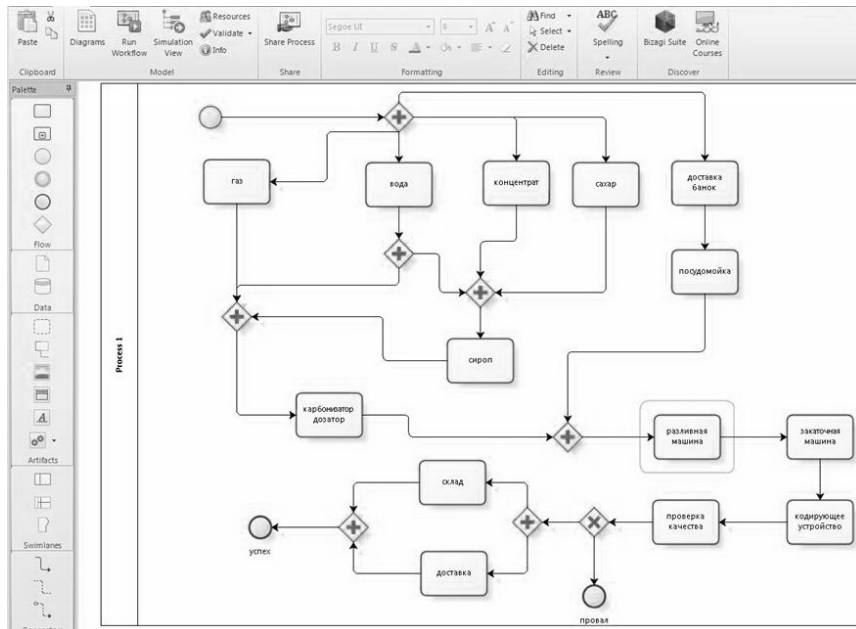 Paste
Clipboard
Diagrams
Run
Workflow
Simulation
View
Resources
Validate
Info
Model
Share Process
Share
Segoe UI
8
A
A
B I U S A
Formatting
Find
Select
Delete
Editing
ABC
Spelling
Review
Bizagi Suite
Online
Courses
Discover
Palette
Flow
Data
A
Artifacts
Swimlanes
Process 1
газ
вода
концентрат
сахар
доставка
банок
посудомойка
сироп
карбонизатор
дозатор
разливная
машина
закаточная
машина
кодирующее
устройство
проверка
качества
склад
доставка
успех
провал